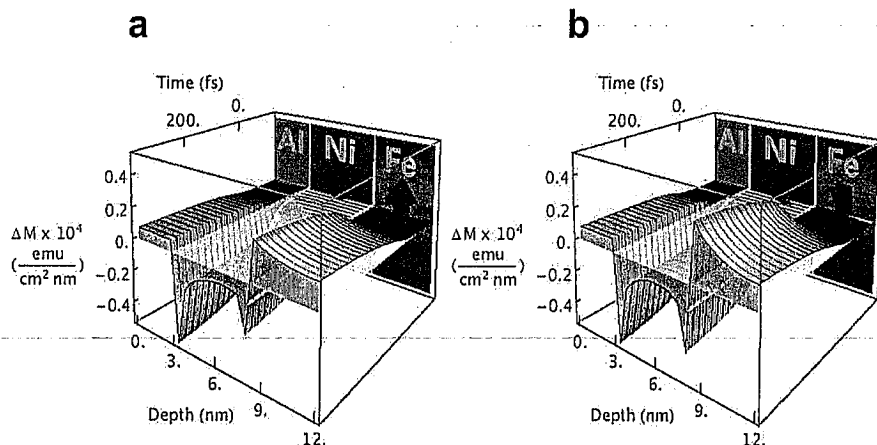 a
Time (fs)
0.
200.
Al Ni Fe
0.4
0.2
0.
−0.2
−0.4
ΔM x 10⁴
emu
(cm² nm)
0.
3.
6.
9.
12.
Depth (nm)
b
Time (fs)
0.
200.
Al Ni Fe
0.4
0.2
0.
−0.2
−0.4
ΔM x 10⁴
emu
(cm² nm)
0.
3.
6.
9.
12.
Depth (nm)